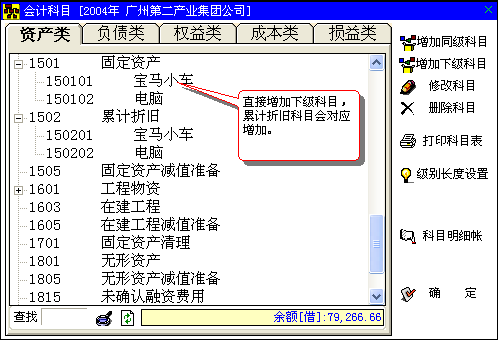 会计科目 [2004年 广州第二产业集团公司]
资产类 负债类 权益类 成本类 损益类
1501 固定资产
150101 宝马小车
150102 电脑
1502 累计折旧
150201 宝马小车
150202 电脑
1505 固定资产减值准备
1601 工程物资
1603 在建工程
1605 在建工程减值准备
1701 固定资产清理
1801 无形资产
1805 无形资产减值准备
1815 未确认融资费用
直接增加下级科目，
累计折旧科目会对应
增加。
查找
余额[借]:79,266.66
增加同级科目
增加下级科目
修改科目
删除科目
打印科目表
级别长度设置
科目明细帐
确 定